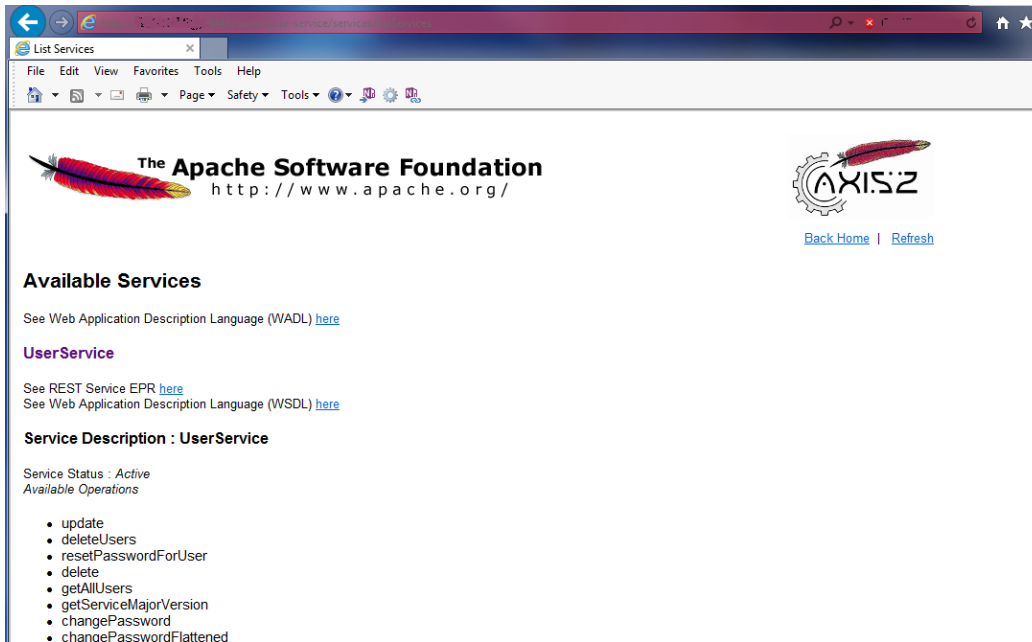 List Services
File Edit View Favorites Tools Help
Page Safety Tools
The Apache Software Foundation
http://www.apache.org/
AXIS2
Back Home | Refresh
Available Services
See Web Application Description Language (WADL) here
UserService
See REST Service EPR here
See Web Application Description Language (WSDL) here
Service Description : UserService
Service Status : Active
Available Operations
• update
• deleteUsers
• resetPasswordForUser
• delete
• getAllUsers
• getServiceMajorVersion
• changePassword
• changePasswordFlattened